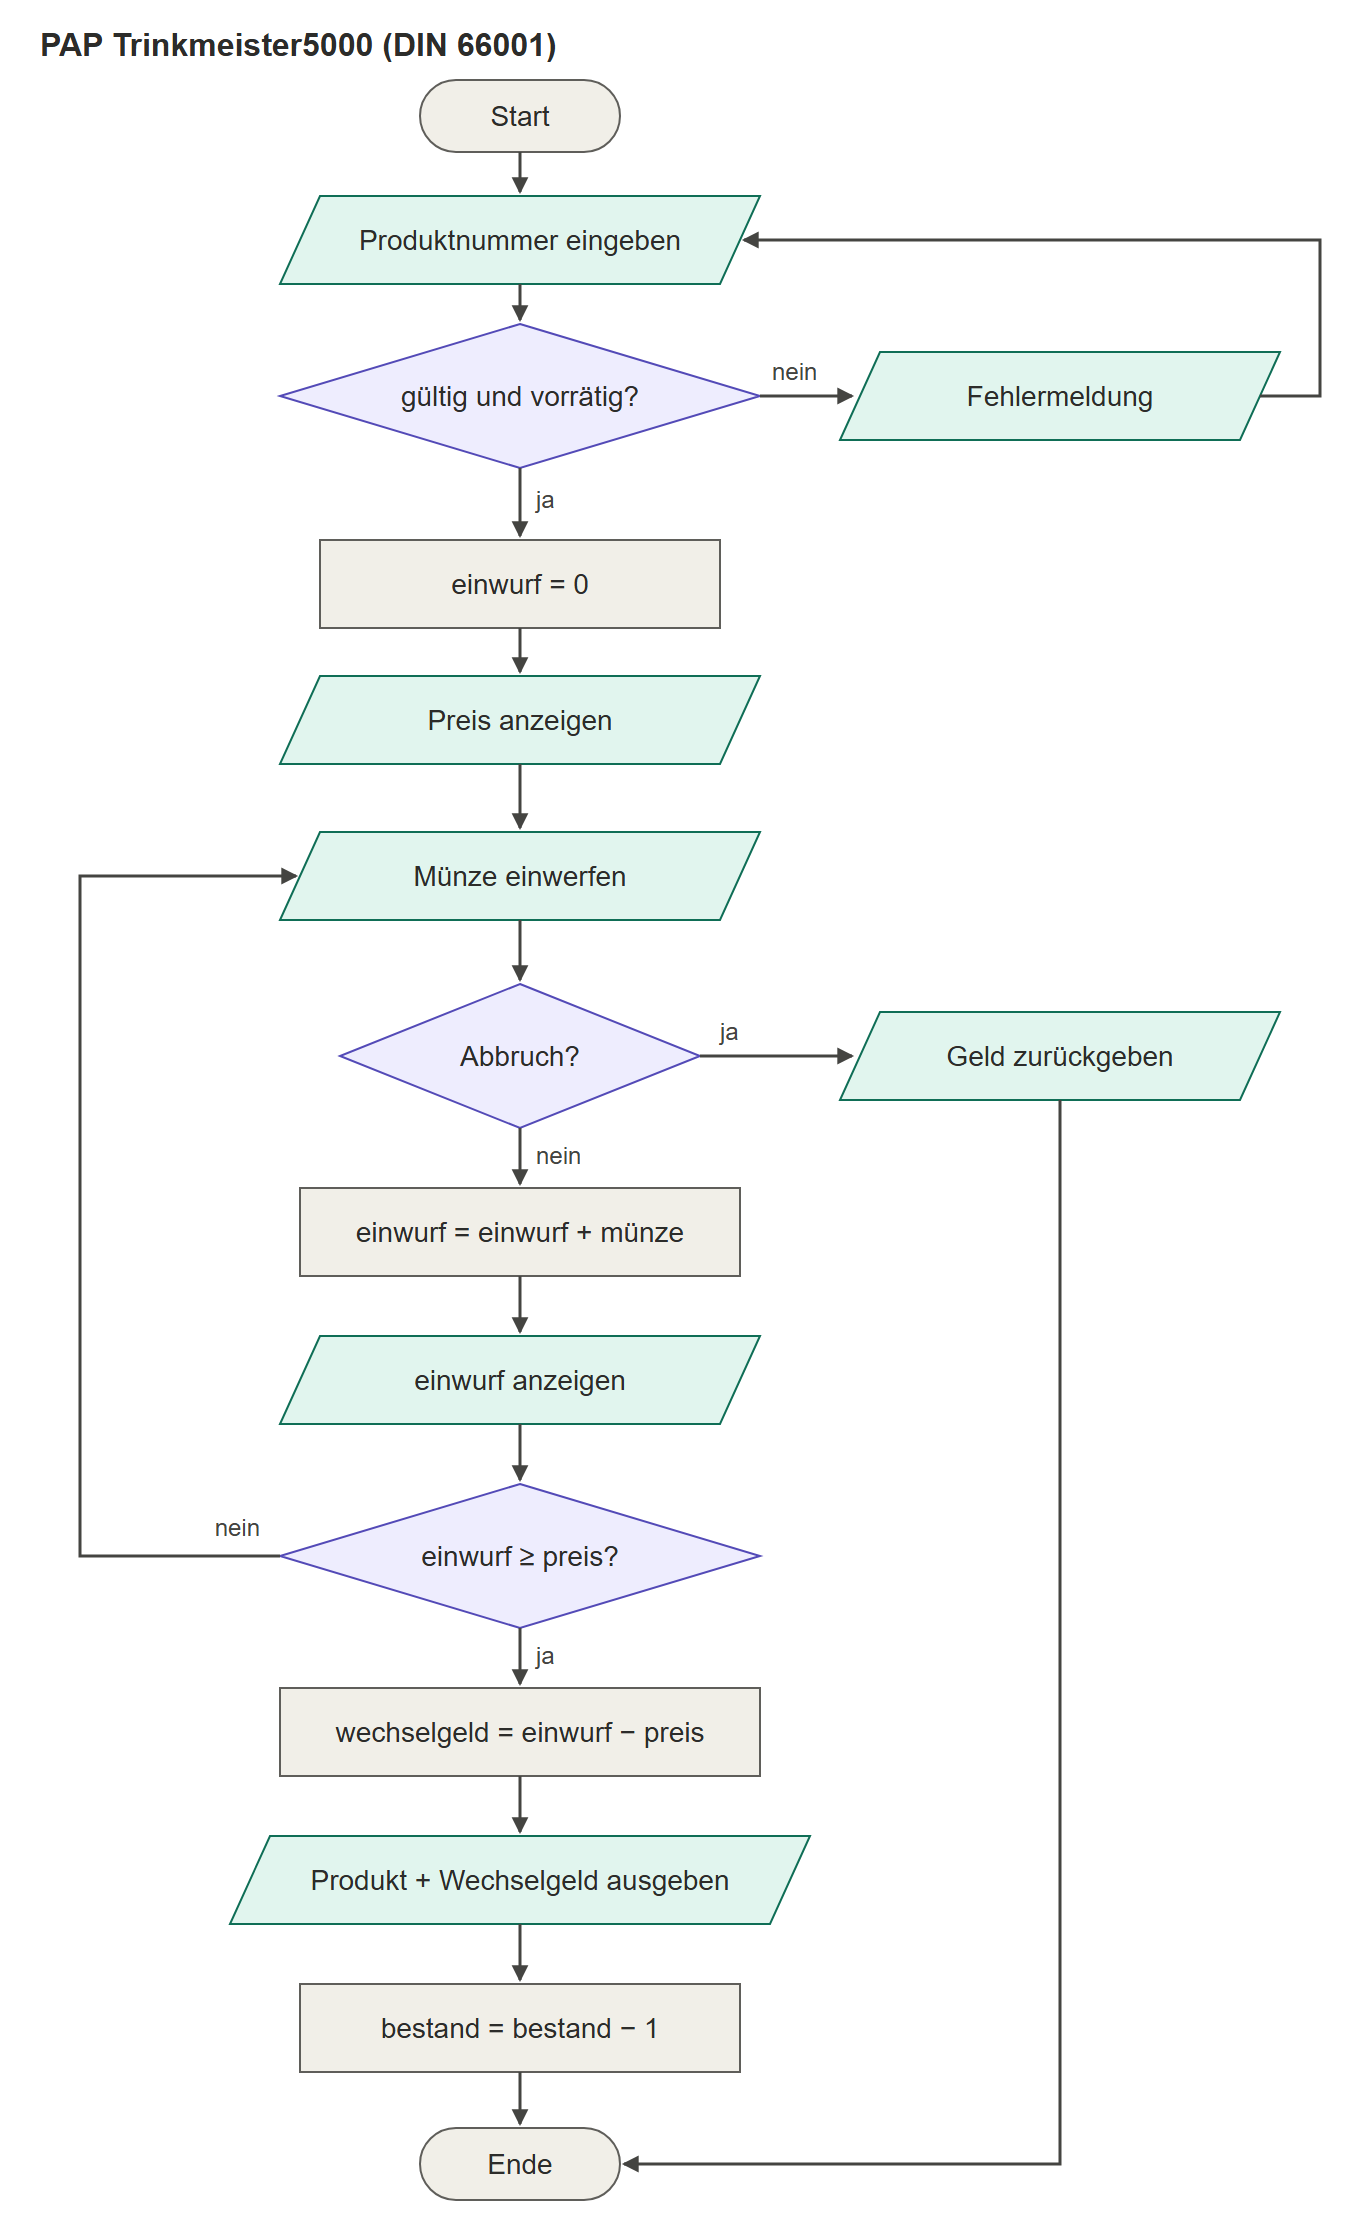 PAP Trinkmeister5000 (DIN 66001)
Start
Produktnummer eingeben
gültig und vorrätig?
nein
Fehlermeldung
ja
einwurf = 0
Preis anzeigen
Münze einwerfen
Abbruch?
ja
Geld zurückgeben
nein
einwurf = einwurf + münze
einwurf anzeigen
nein
einwurf ≥ preis?
ja
wechselgeld = einwurf − preis
Produkt + Wechselgeld ausgeben
bestand = bestand − 1
Ende